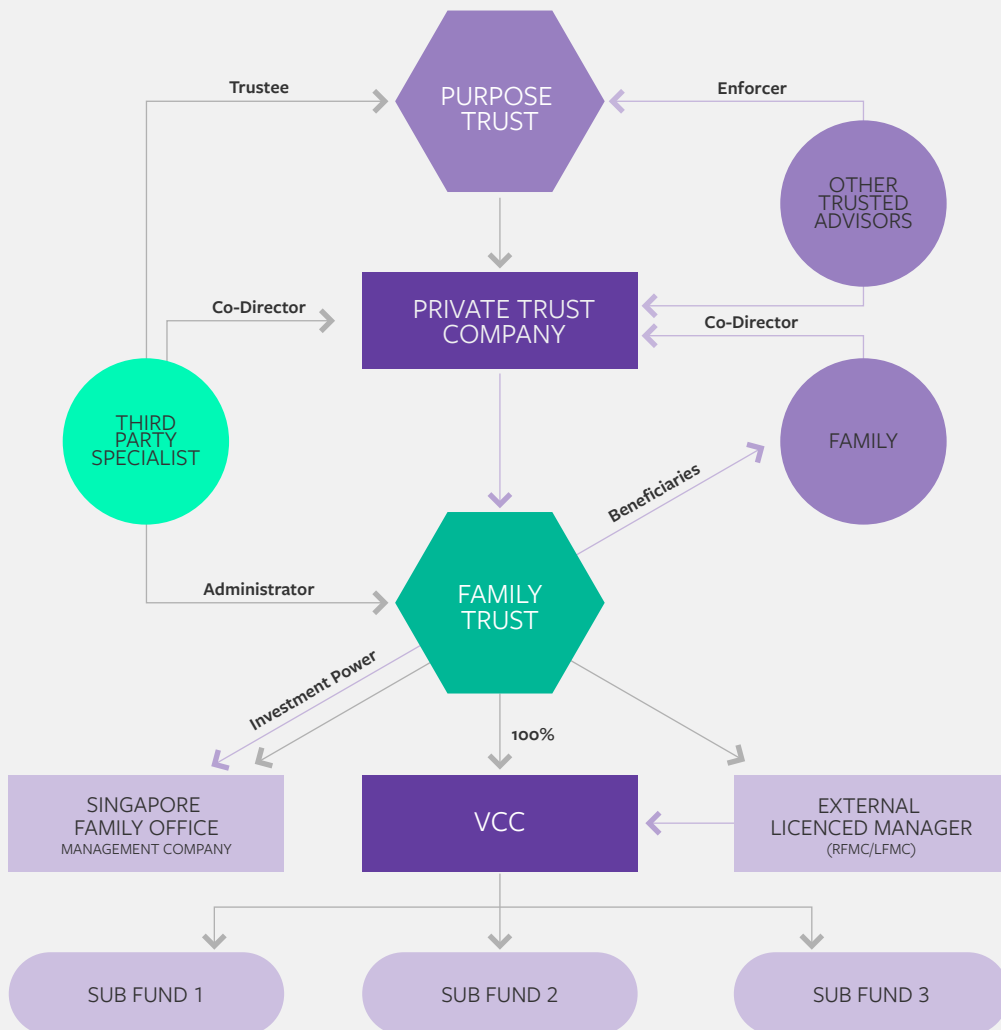 Trustee
PURPOSE
TRUST
Enforcer
OTHER
TRUSTED
ADVISORS
Co-Director
PRIVATE TRUST
COMPANY
Co-Director
THIRD
PARTY
SPECIALIST
FAMILY
Beneficiaries
Administrator
FAMILY
TRUST
Investment Power
100%
SINGAPORE
FAMILY OFFICE
MANAGEMENT COMPANY
VCC
EXTERNAL
LICENCED MANAGER
(RFMC/LFMC)
SUB FUND 1
SUB FUND 2
SUB FUND 3